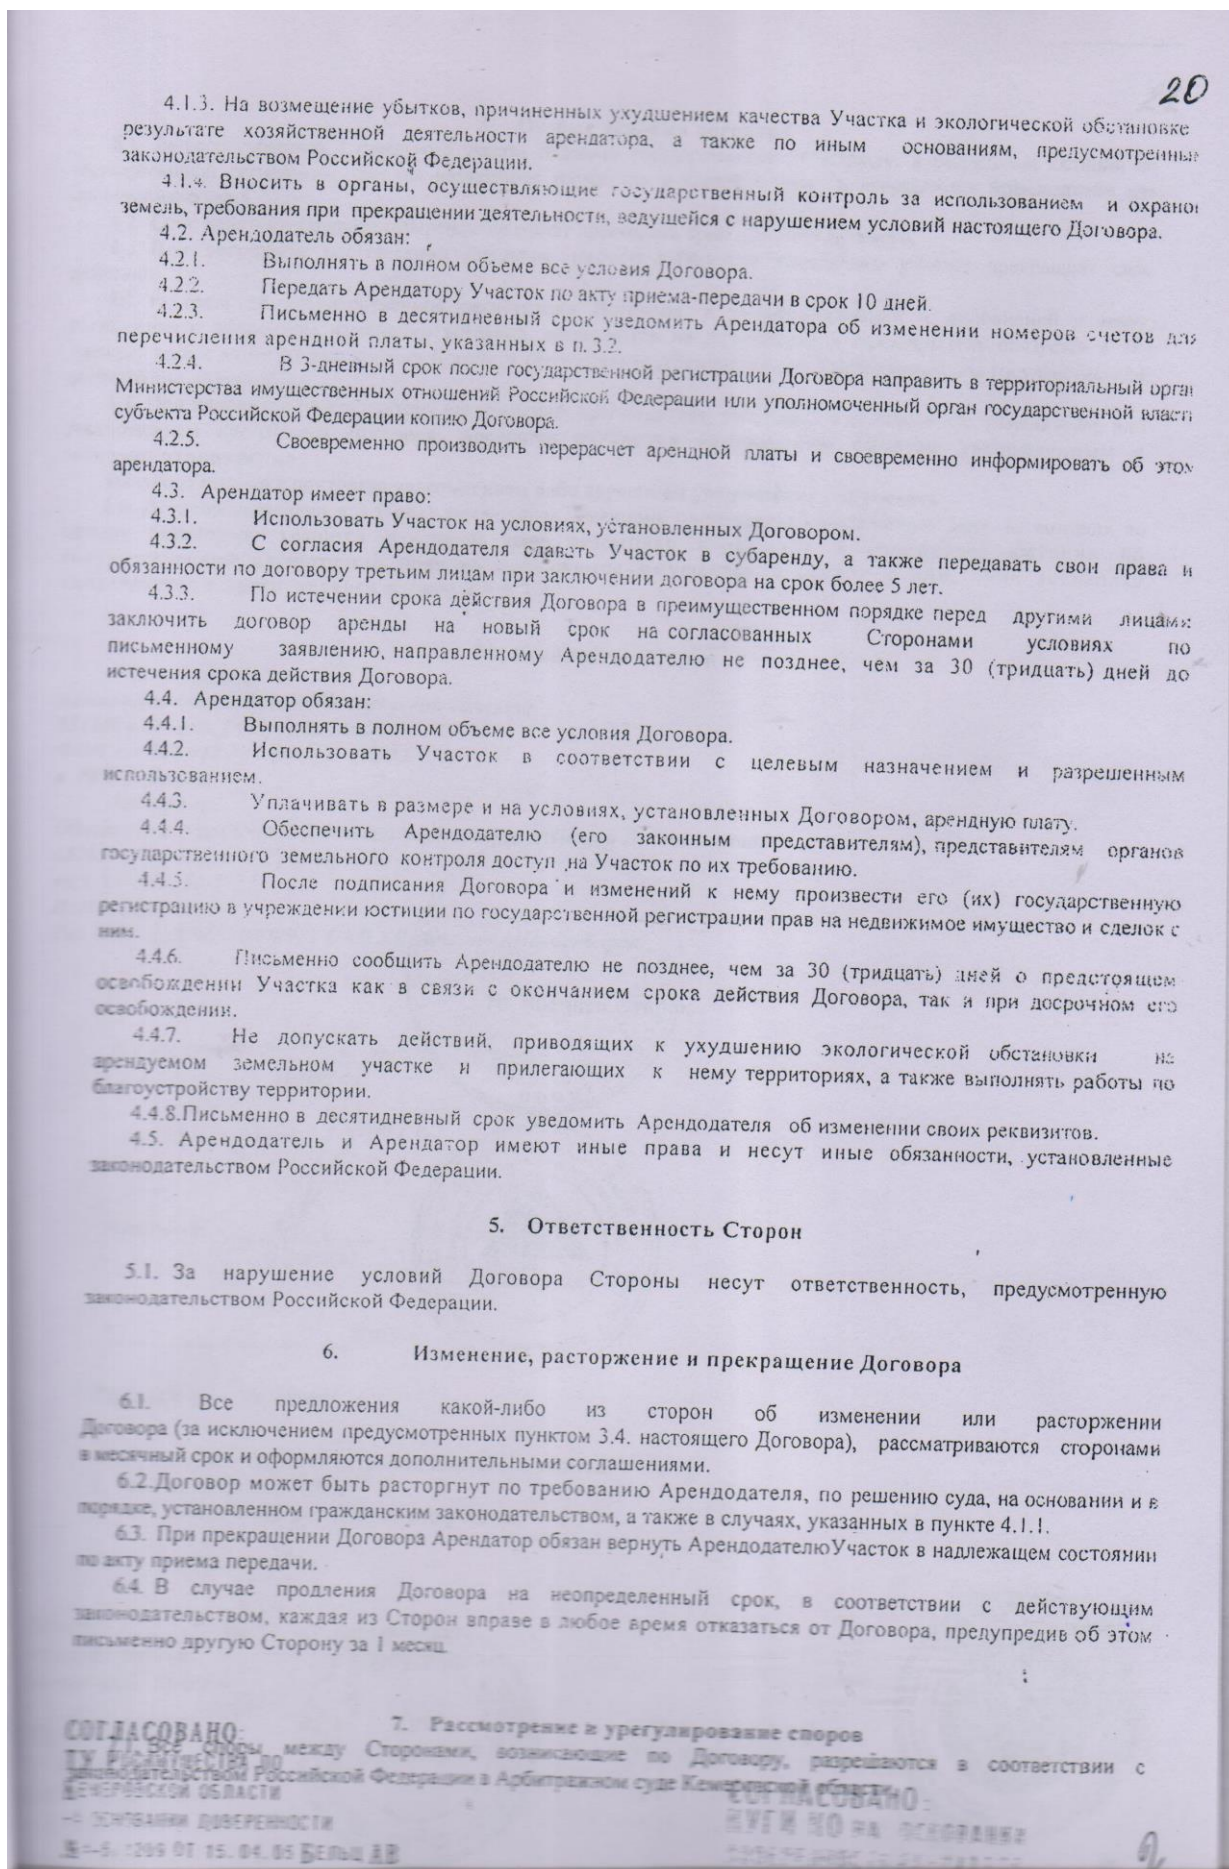 20
4.1.3. На возмещение убытков, причиненных ухудшением качества Участка и экологической обстановке
результате хозяйственной деятельности арендатора, а также по иным основаниям, предусмотренны
законодательством Российской Федерации.
4.1.4. Вносить в органы, осуществляющие государственный контроль за использованием и охрано
земель, требования при прекращении деятельности, ведущейся с нарушением условий настоящего Договора.
4.2. Арендодатель обязан:
4.2.1. Выполнять в полном объеме все условия Договора.
4.2.2. Передать Арендатору Участок по акту приема-передачи в срок 10 дней.
4.2.3. Письменно в десятидневный срок уведомить Арендатора об изменении номеров счетов для
перечисления арендной платы, указанных в п. 3.2.
4.2.4. В 3-дневный срок после государственной регистрации Договора направить в территориальный орган
Министерства имущественных отношений Российской Федерации или уполномоченный орган государственной власти
субъекта Российской Федерации копию Договора.
4.2.5. Своевременно производить перерасчет арендной платы и своевременно информировать об этом
арендатора.
4.3. Арендатор имеет право:
4.3.1. Использовать Участок на условиях, установленных Договором.
4.3.2. С согласия Арендодателя сдавать Участок в субаренду, а также передавать свои права и
обязанности по договору третьим лицам при заключении договора на срок более 5 лет.
4.3.3. По истечении срока действия Договора в преимущественном порядке перед другими лицами
заключить договор аренды на новый срок на согласованных Сторонами условиях по
письменному заявлению, направленному Арендодателю не позднее, чем за 30 (тридцать) дней до
истечения срока действия Договора.
4.4. Арендатор обязан:
4.4.1. Выполнять в полном объеме все условия Договора.
4.4.2. Использовать Участок в соответствии с целевым назначением и разрешенным
использованием.
4.4.3. Уплачивать в размере и на условиях, установленных Договором, арендную плату.
4.4.4. Обеспечить Арендодателю (его законным представителям), представителям органов
государственного земельного контроля доступ на Участок по их требованию.
4.4.5. После подписания Договора и изменений к нему произвести его (их) государственную
регистрацию в учреждении юстиции по государственной регистрации прав на недвижимое имущество и сделок с
ним.
4.4.6. Письменно сообщить Арендодателю не позднее, чем за 30 (тридцать) дней о предстоящем
освобождении Участка как в связи с окончанием срока действия Договора, так и при досрочном его
освобождении.
4.4.7. Не допускать действий, приводящих к ухудшению экологической обстановки на
арендуемом земельном участке и прилегающих к нему территориях, а также выполнять работы по
благоустройству территории.
4.4.8.Письменно в десятидневный срок уведомить Арендодателя об изменении своих реквизитов.
4.5. Арендодатель и Арендатор имеют иные права и несут иные обязанности, установленные
законодательством Российской Федерации.
5. Ответственность Сторон
5.1. За нарушение условий Договора Стороны несут ответственность, предусмотренную
законодательством Российской Федерации.
6. Изменение, расторжение и прекращение Договора
6.1. Все предложения какой-либо из сторон об изменении или расторжении
Договора (за исключением предусмотренных пунктом 3.4. настоящего Договора), рассматриваются сторонами
в месячный срок и оформляются дополнительными соглашениями.
6.2.Договор может быть расторгнут по требованию Арендодателя, по решению суда, на основании и в
порядке, установленном гражданским законодательством, а также в случаях, указанных в пункте 4.1.1.
6.3. При прекращении Договора Арендатор обязан вернуть Арендодателю Участок в надлежащем состоянии
по акту приема передачи.
6.4. В случае продления Договора на неопределенный срок, в соответствии с действующим
законодательством, каждая из Сторон вправе в любое время отказаться от Договора, предупредив об этом
письменно другую Сторону за 1 месяц.
7. Рассмотрение и урегулирование споров
Все споры между Сторонами, возникающие по Договору, разрешаются в соответствии с
законодательством Российской Федерации в Арбитражном суде Кемеровской области.
СОГЛАСОВАНО:
ТУ РОСИМУЩЕСТВА ПО
КЕМЕРОВСКОЙ ОБЛАСТИ
НА ОСНОВАНИИ ДОВЕРЕННОСТИ
1209 ОТ 15.04.05 БЕЛЬЦ АВ
СОГЛАСОВАНО:
КУГИ КО НА ОСНОВАНИИ